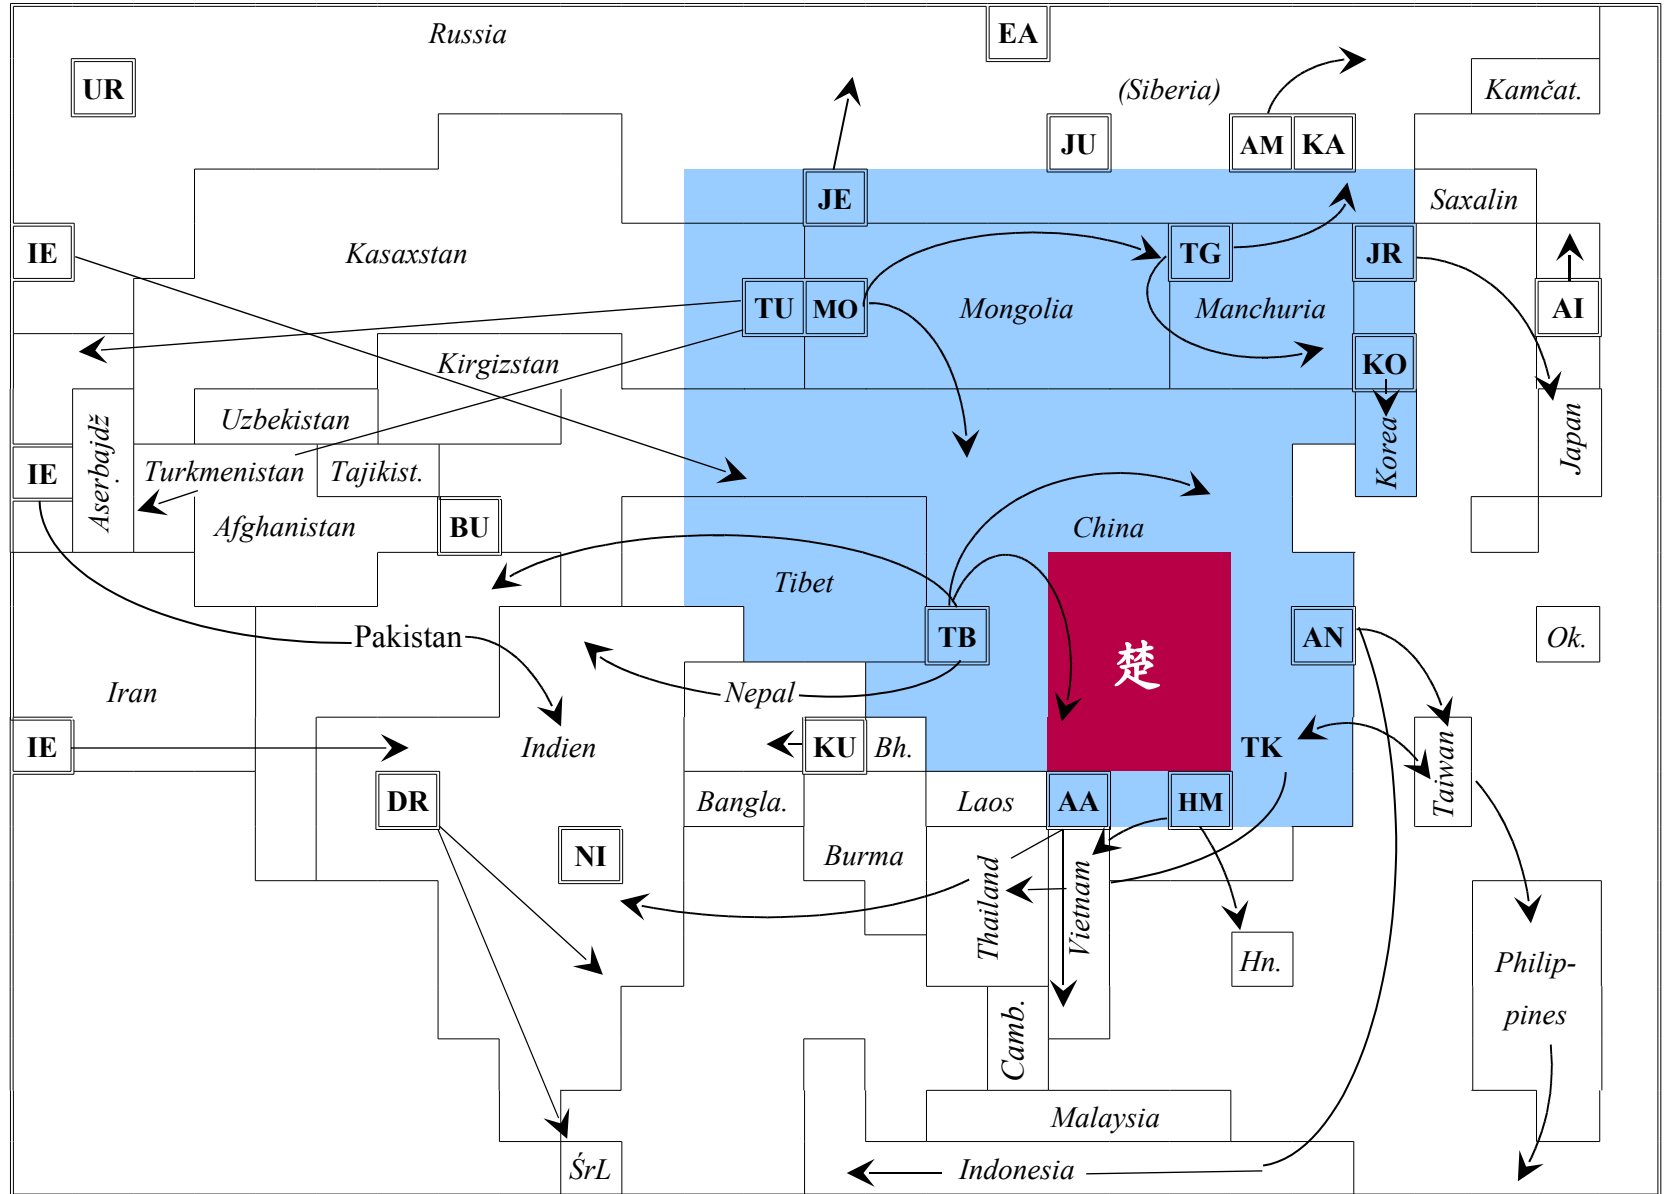 Russia
EA
UR
(Siberia)
Kamčat.
JU
AM
KA
JE
Saxalin
IE
Kasaxstan
TG
JR
TU
MO
Mongolia
Manchuria
AI
Kirgizstan
KO
Uzbekistan
Aserbajdž
IE
Turkmenistan
Tajikist.
Korea
Japan
Afghanistan
BU
China
Tibet
Pakistan
TB
楚
AN
Ok.
Iran
Nepal
IE
Indien
KU
Bh.
TK
Taiwan
DR
Bangla.
Laos
AA
HM
NI
Burma
Thailand
Vietnam
Hn.
Philip-
pines
Camb.
Malaysia
ŚrL
Indonesia